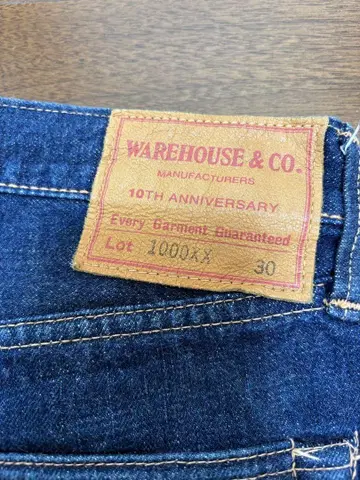 WAREHOUSE & CO.
MANUFACTURERS
10TH ANNIVERSARY
Every Garment Guaranteed
Lot 1000XX 30